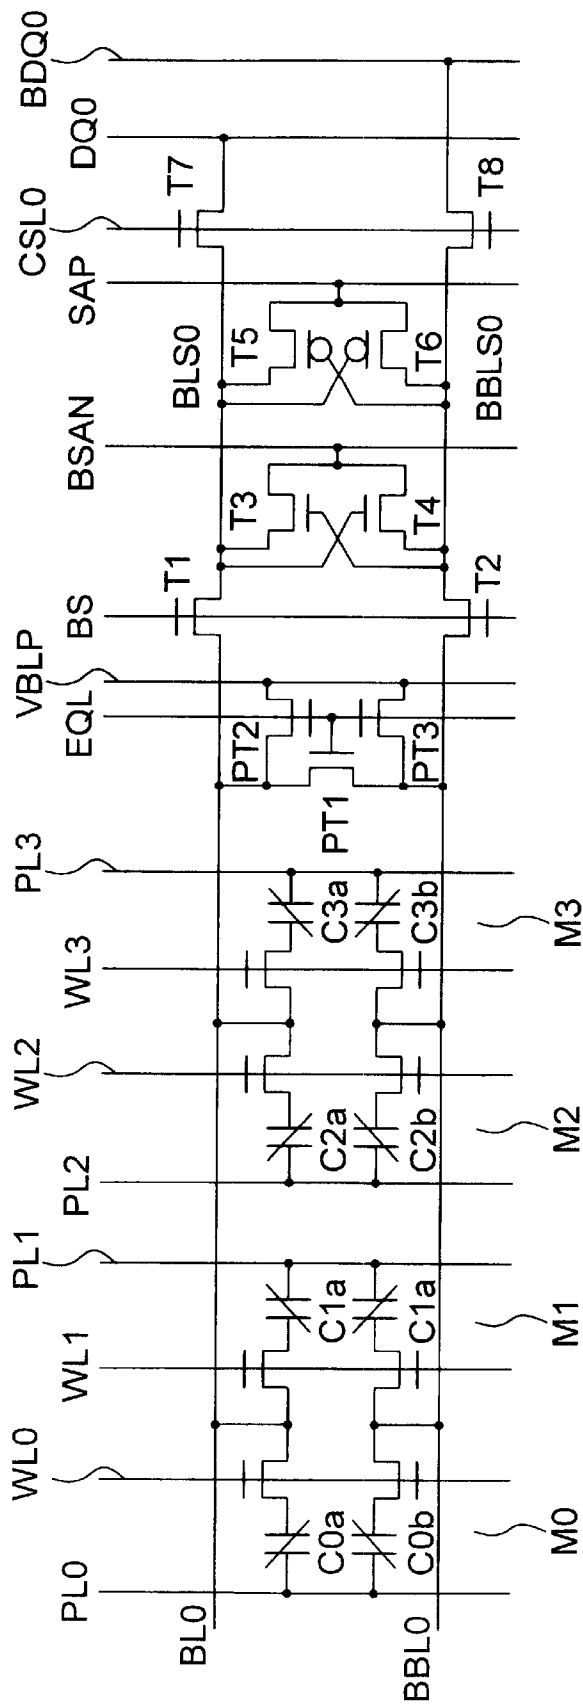 PL0
WL0
WL1
PL1
PL2
WL2
WL3
PL3
EQL
VBLP
BS
BSAN
SAP
CSL0
DQ0
BDQ0
BL0
T1
BLS0
T7
C0a
C1a
C2a
C3a
PT2
T3
T5
PT1
C0b
C1a
C2b
C3b
PT3
T4
T6
BBL0
T2
BBLS0
T8
M0
M1
M2
M3